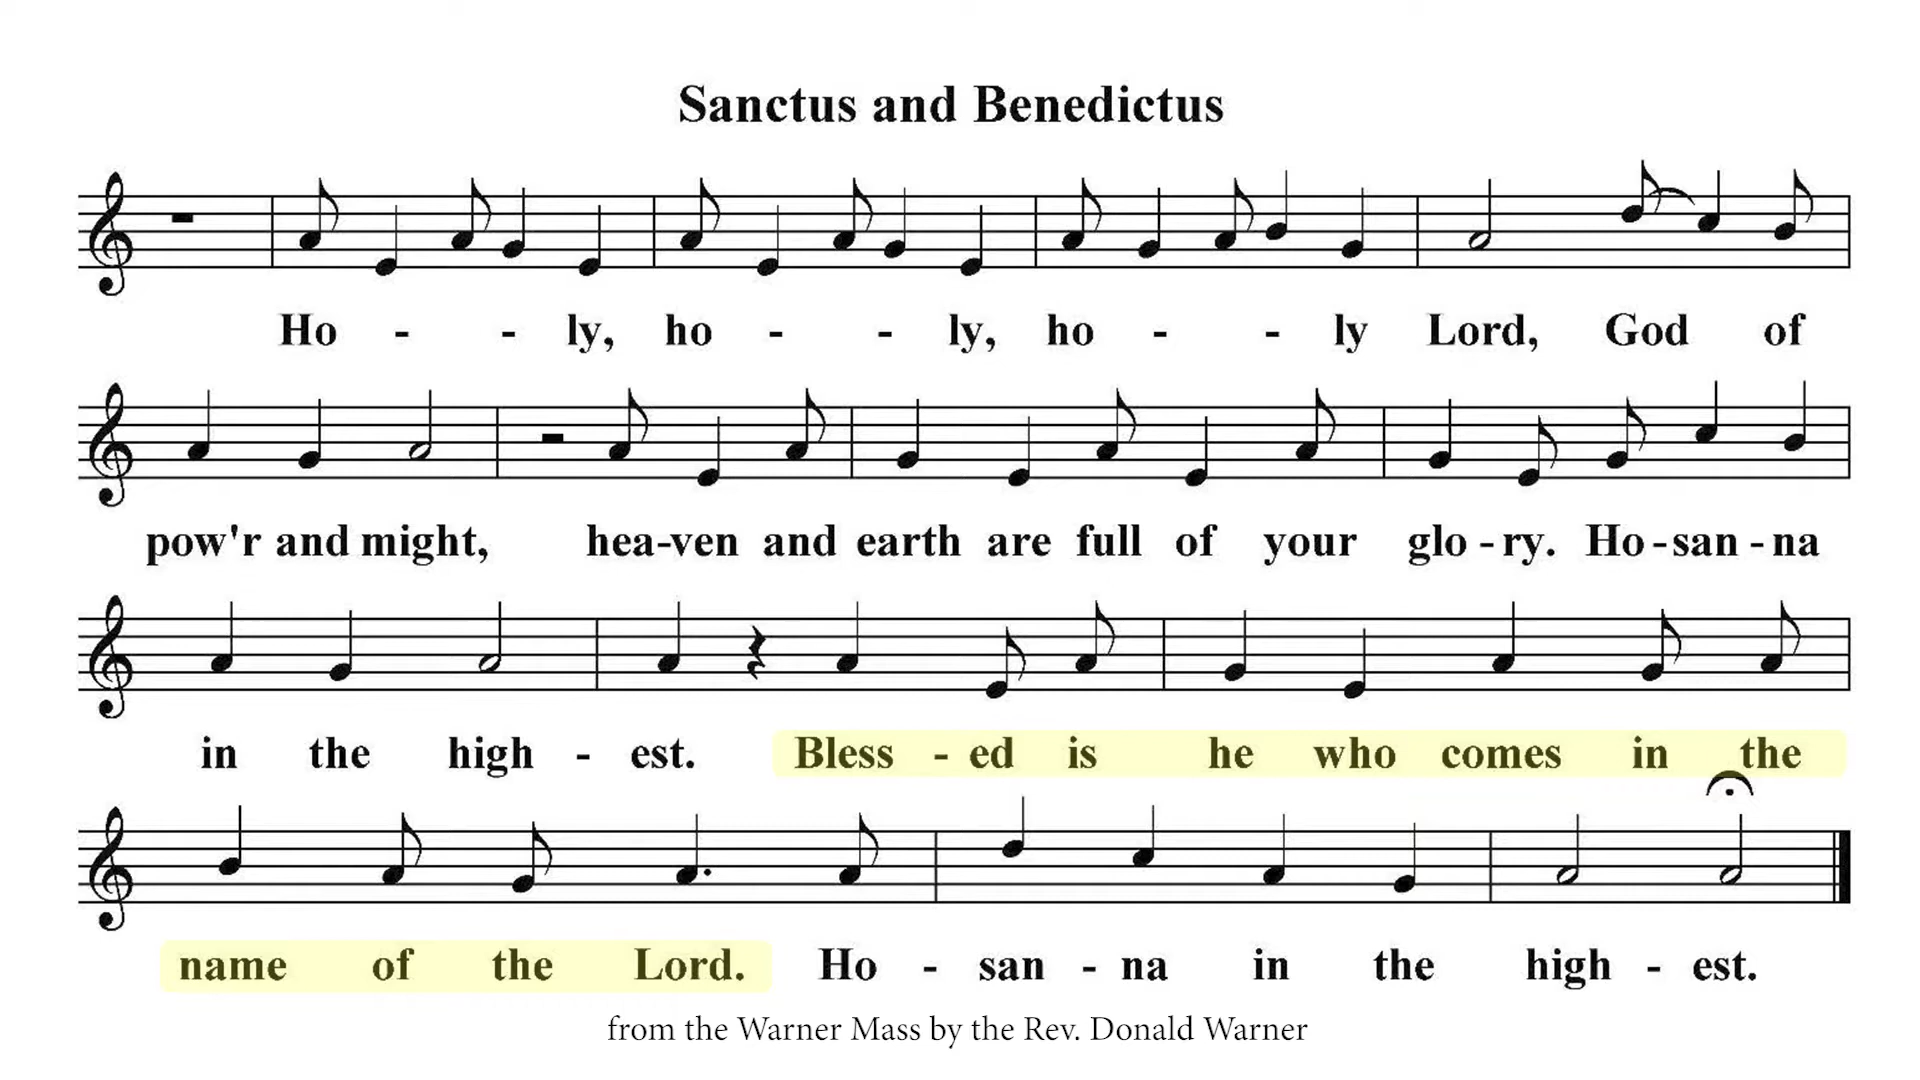 Sanctus and Benedictus
Ho - - ly, ho - - ly, ho - - ly Lord, God of
pow'r and might, hea-ven and earth are full of your glo - ry. Ho - san - na
in the high - est. Bless - ed is he who comes in the
name of the Lord. Ho - san - na in the high - est.
from the Warner Mass by the Rev. Donald Warner